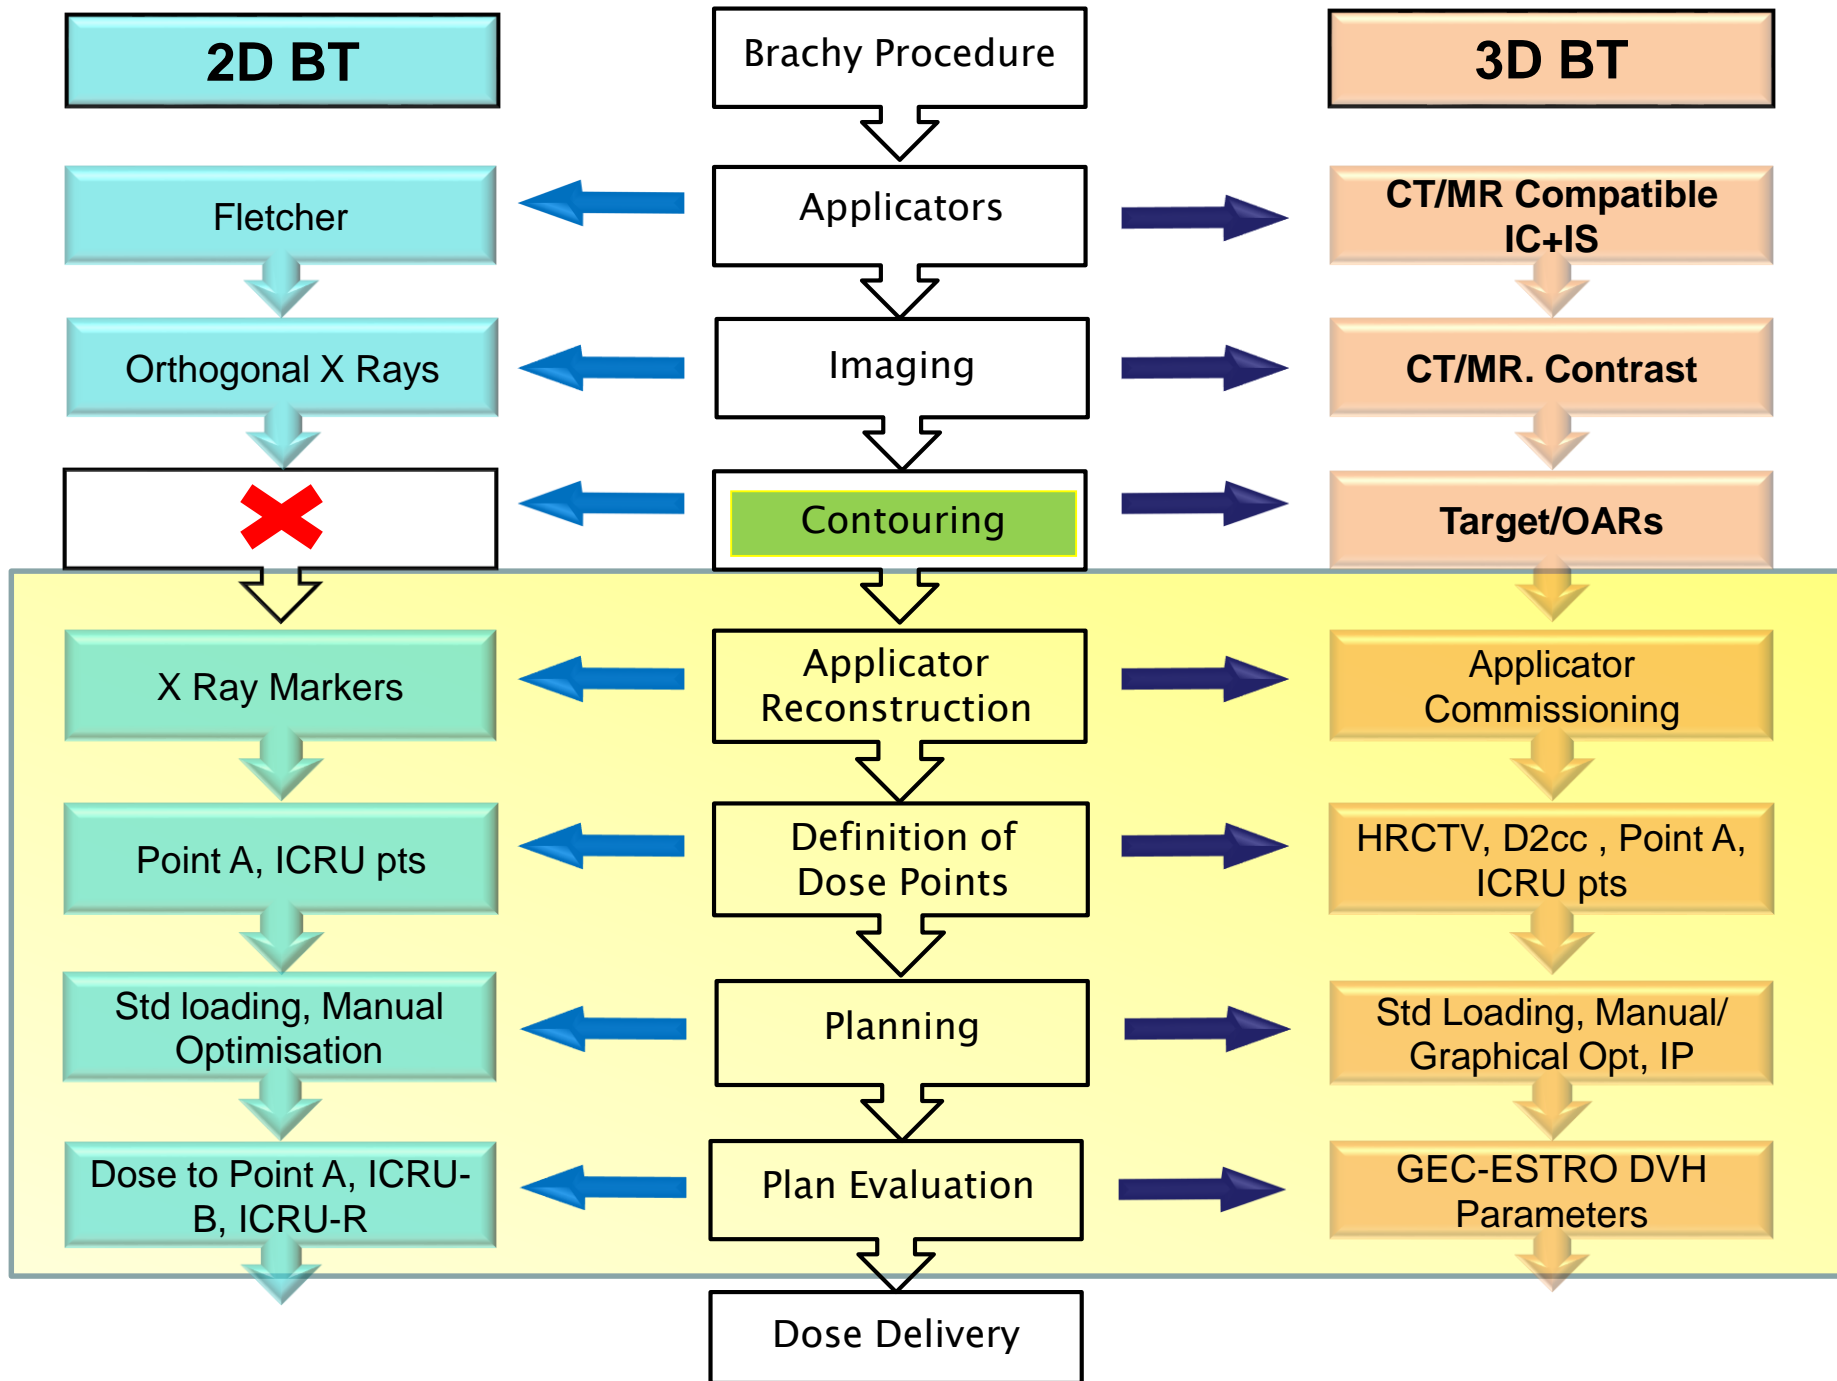 2D BT
Brachy Procedure
3D BT
Fletcher
Applicators
CT/MR Compatible
IC+IS
Orthogonal X Rays
Imaging
CT/MR. Contrast
Contouring
Target/OARs
X Ray Markers
Applicator
Reconstruction
Applicator
Commissioning
Point A, ICRU pts
Definition of
Dose Points
HRCTV, D2cc , Point A,
ICRU pts
Std loading, Manual
Optimisation
Planning
Std Loading, Manual/
Graphical Opt, IP
Dose to Point A, ICRU-
B, ICRU-R
Plan Evaluation
GEC-ESTRO DVH
Parameters
Dose Delivery